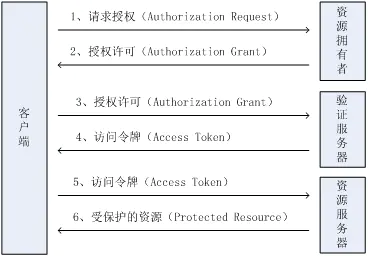 客户端
1、请求授权（Authorization Request）
2、授权许可（Authorization Grant）
资源拥有者
3、授权许可（Authorization Grant）
4、访问令牌（Access Token）
验证服务器
5、访问令牌（Access Token）
6、受保护的资源（Protected Resource）
资源服务器